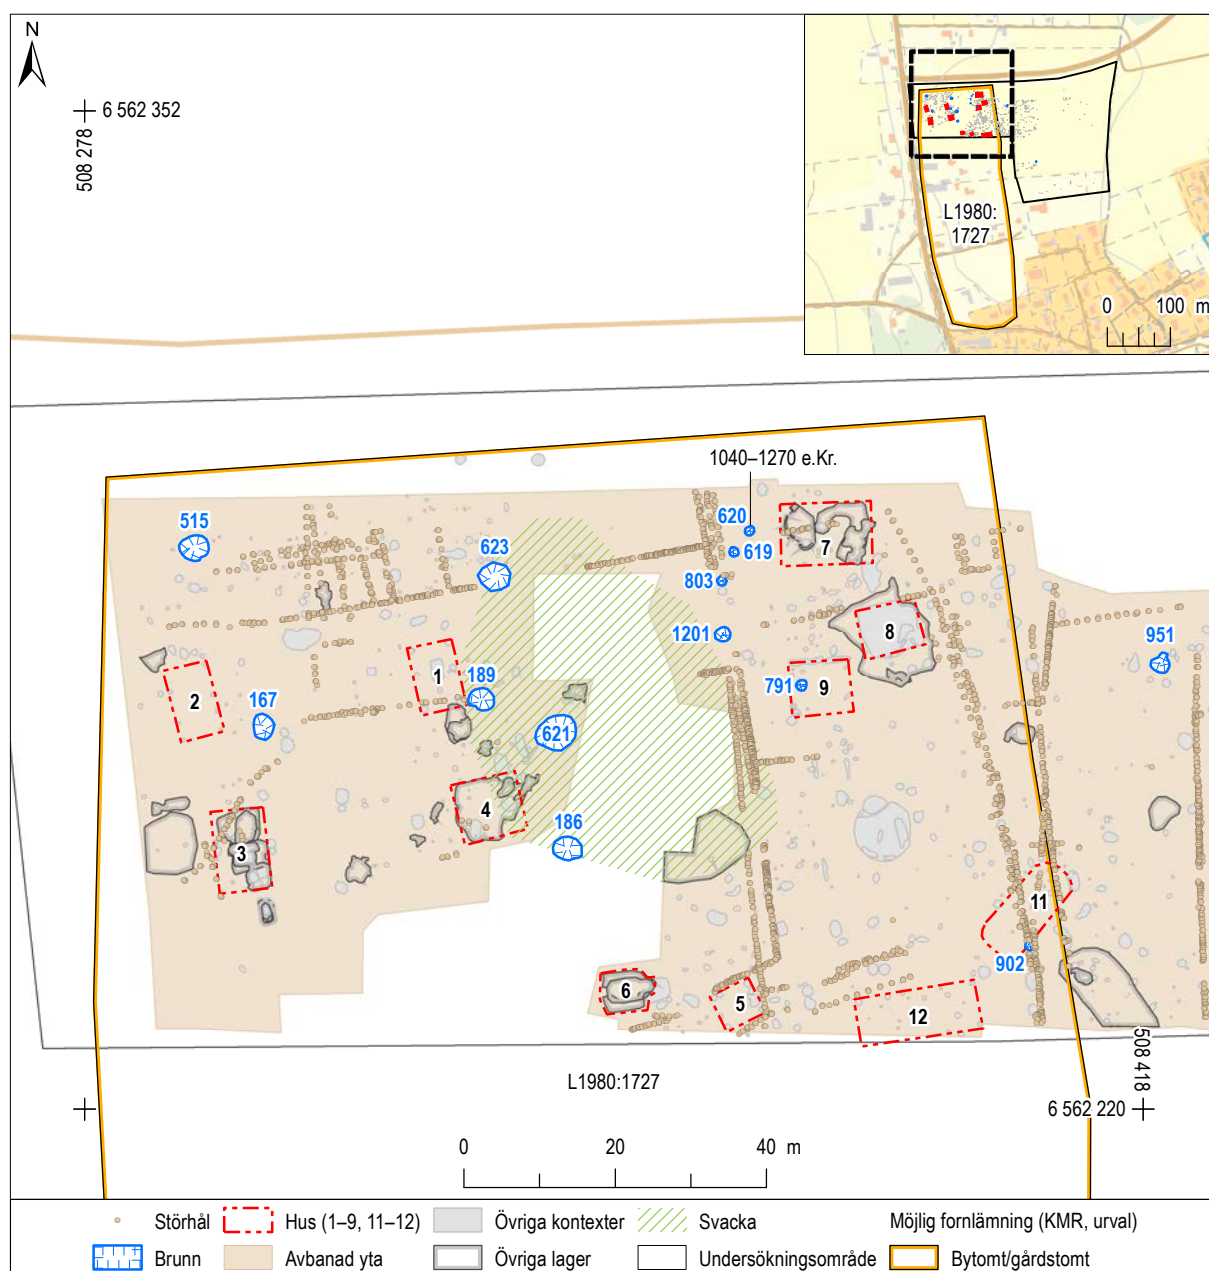 N
6 562 352
508 278
L1980:
1727
0 100 m
1040–1270 e.Kr.
515
620
623
619
7
803
1201
8
951
1
189
791
9
2
167
621
4
186
3
11
902
6
5
12
508 418
L1980:1727
6 562 220
0 20 40 m
Störhål Hus (1–9, 11–12) Övriga kontexter Svacka Möjlig fornlämning (KMR, urval)
Brunn Avbanad yta Övriga lager Undersökningsområde Bytomt/gårdstomt